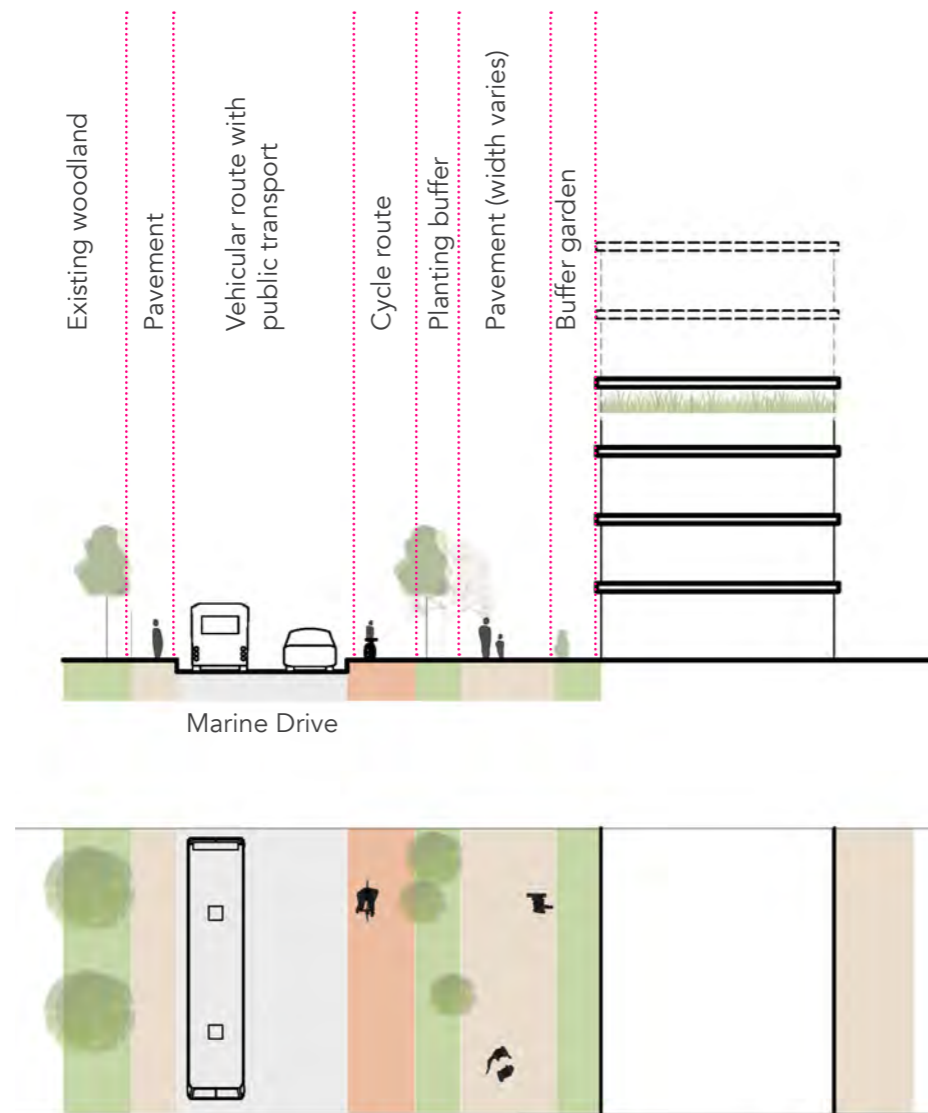 Existing woodland
Pavement
Vehicular route with
public transport
Cycle route
Planting buffer
Pavement (width varies)
Buffer garden
Marine Drive